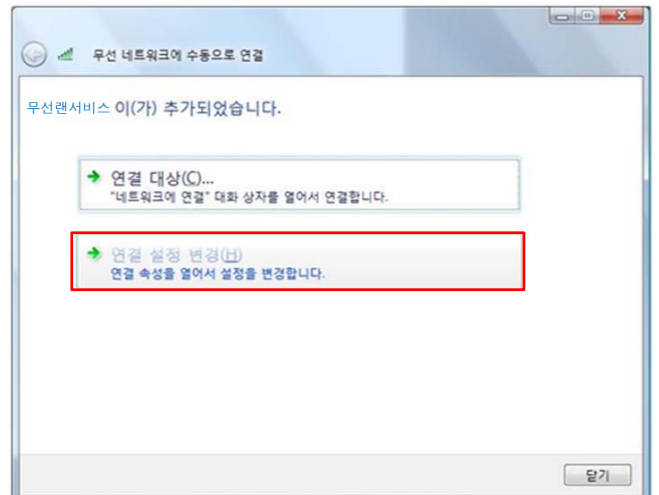 무선 네트워크에 수동으로 연결
무선랜서비스 이(가) 추가되었습니다.
연결 대상(C)...
"네트워크에 연결" 대화 상자를 열어서 연결합니다.
연결 설정 변경(H)
연결 속성을 열어서 설정을 변경합니다.
닫기